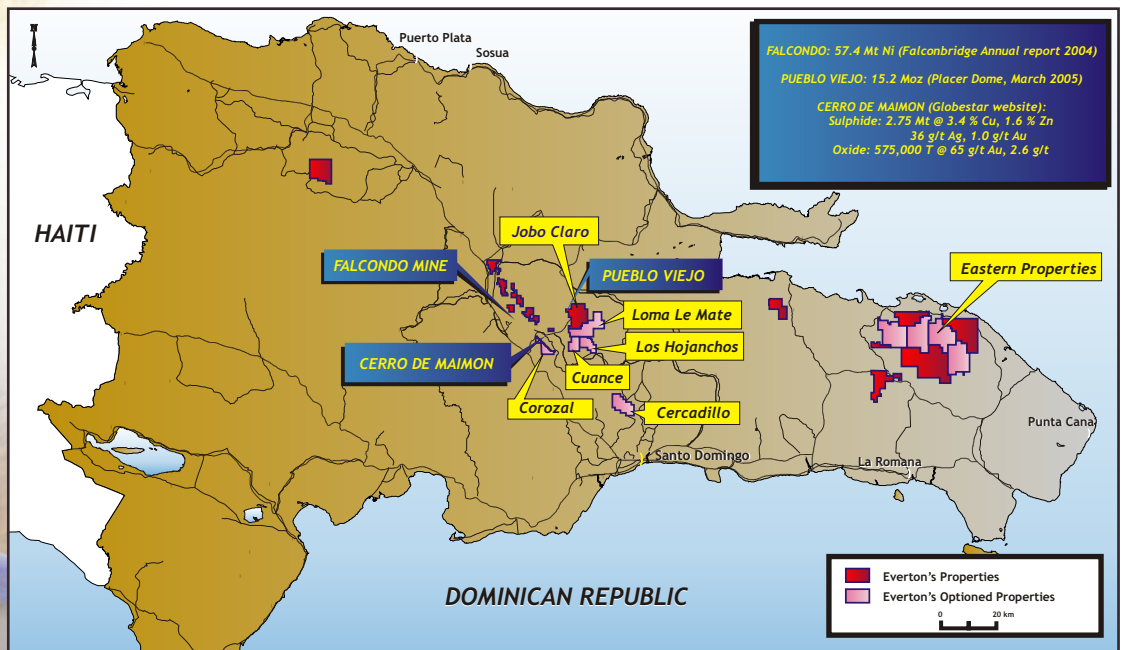 N
Puerto Plata
Sosua
FALCONDO: 57.4 Mt Ni (Falconbridge Annual report 2004)
PUEBLO VIEJO: 15.2 Moz (Placer Dome, March 2005)
CERRO DE MAIMON (Globestar website):
Sulphide: 2.75 Mt @ 3.4 % Cu, 1.6 % Zn
36 g/t Ag, 1.0 g/t Au
Oxide: 575,000 T @ 65 g/t Au, 2.6 g/t
HAITI
Jobo Claro
FALCONDO MINE
PUEBLO VIEJO
Eastern Properties
Loma Le Mate
Los Hojanchos
CERRO DE MAIMON
Cuance
Corozal
Cercadillo
Punta Cana
Santo Domingo
La Romana
DOMINICAN REPUBLIC
Everton's Properties
Everton's Optioned Properties
0 20 km